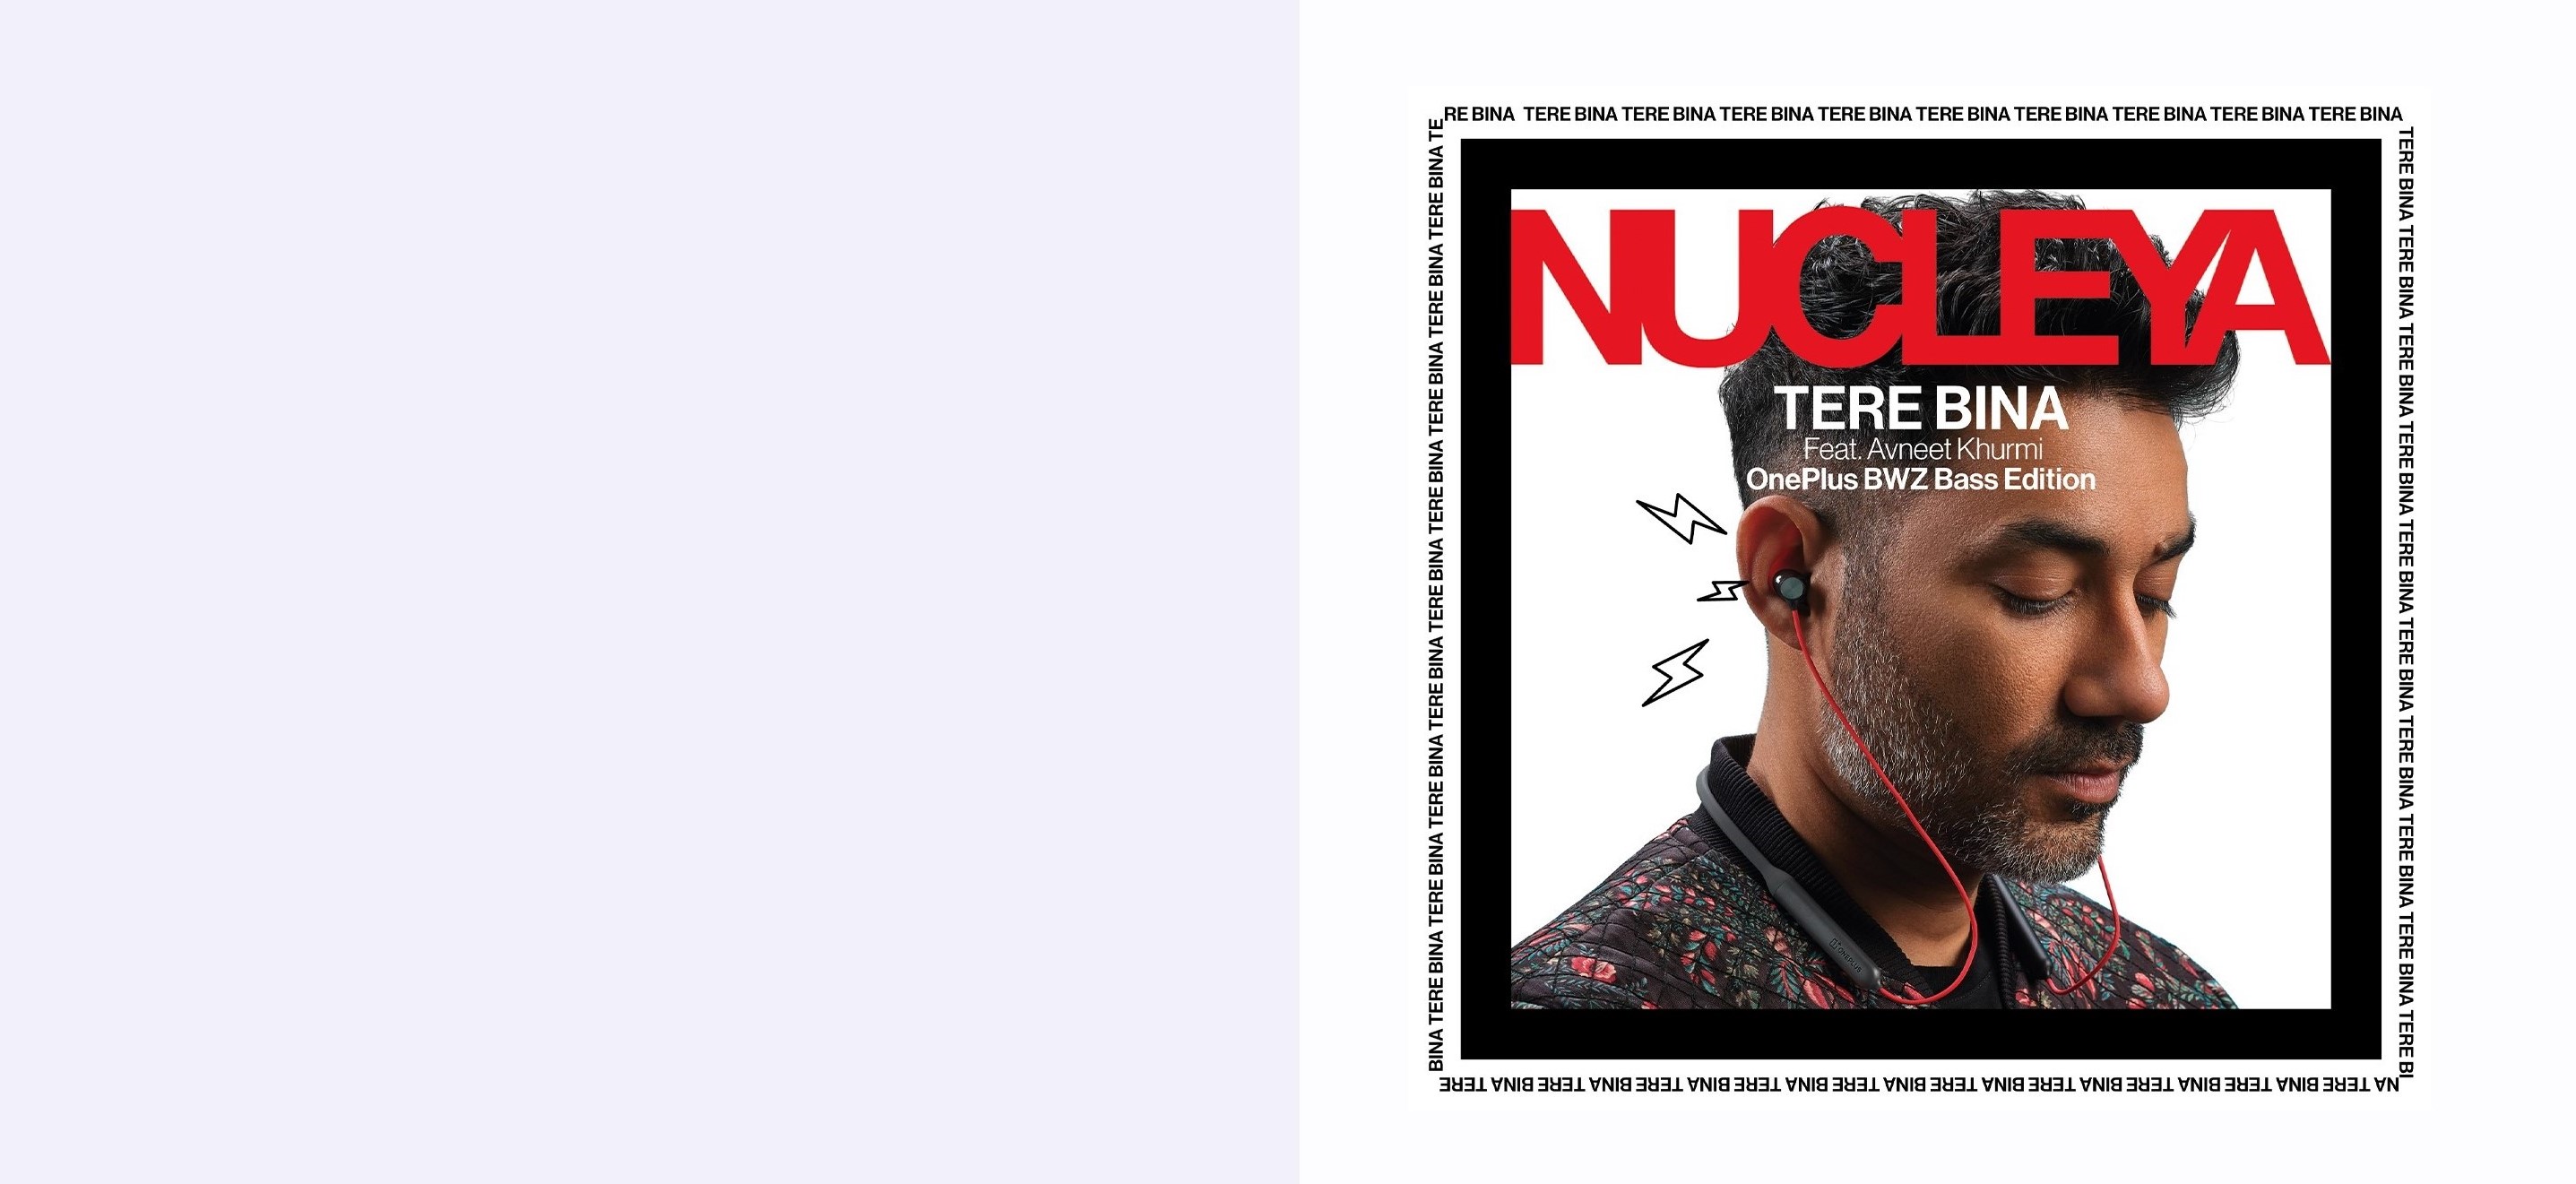 RE BINA TERE BINA TERE BINA TERE BINA TERE BINA TERE BINA TERE BINA TERE BINA TERE BINA TERE BINA
TERE BINA TERE BINA TERE BINA TERE BINA TERE BINA TERE BINA TERE BINA TERE BINA TERE BINA TERE BI
NA TERE BINA TERE BINA TERE BINA TERE BINA TERE BINA TERE BINA TERE BINA TERE BINA TERE BINA TERE
BINA TERE BINA TERE BINA TERE BINA TERE BINA TERE BINA TERE BINA TERE BINA TERE BINA TERE BINA TE
NUCLEYA
TERE BINA
Feat. Avneet Khurmi
OnePlus BWZ Bass Edition
ONEPLUS